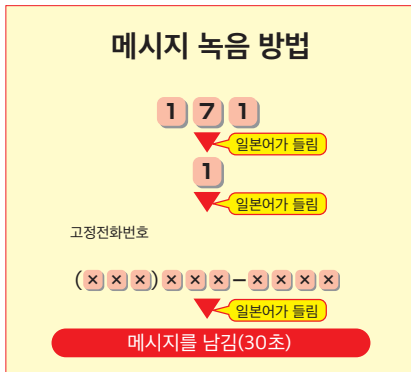 메시지 녹음 방법
1 7 1
일본어가 들림
1
일본어가 들림
고정전화번호
(×××)×××－××××
일본어가 들림
메시지를 남김(30초)